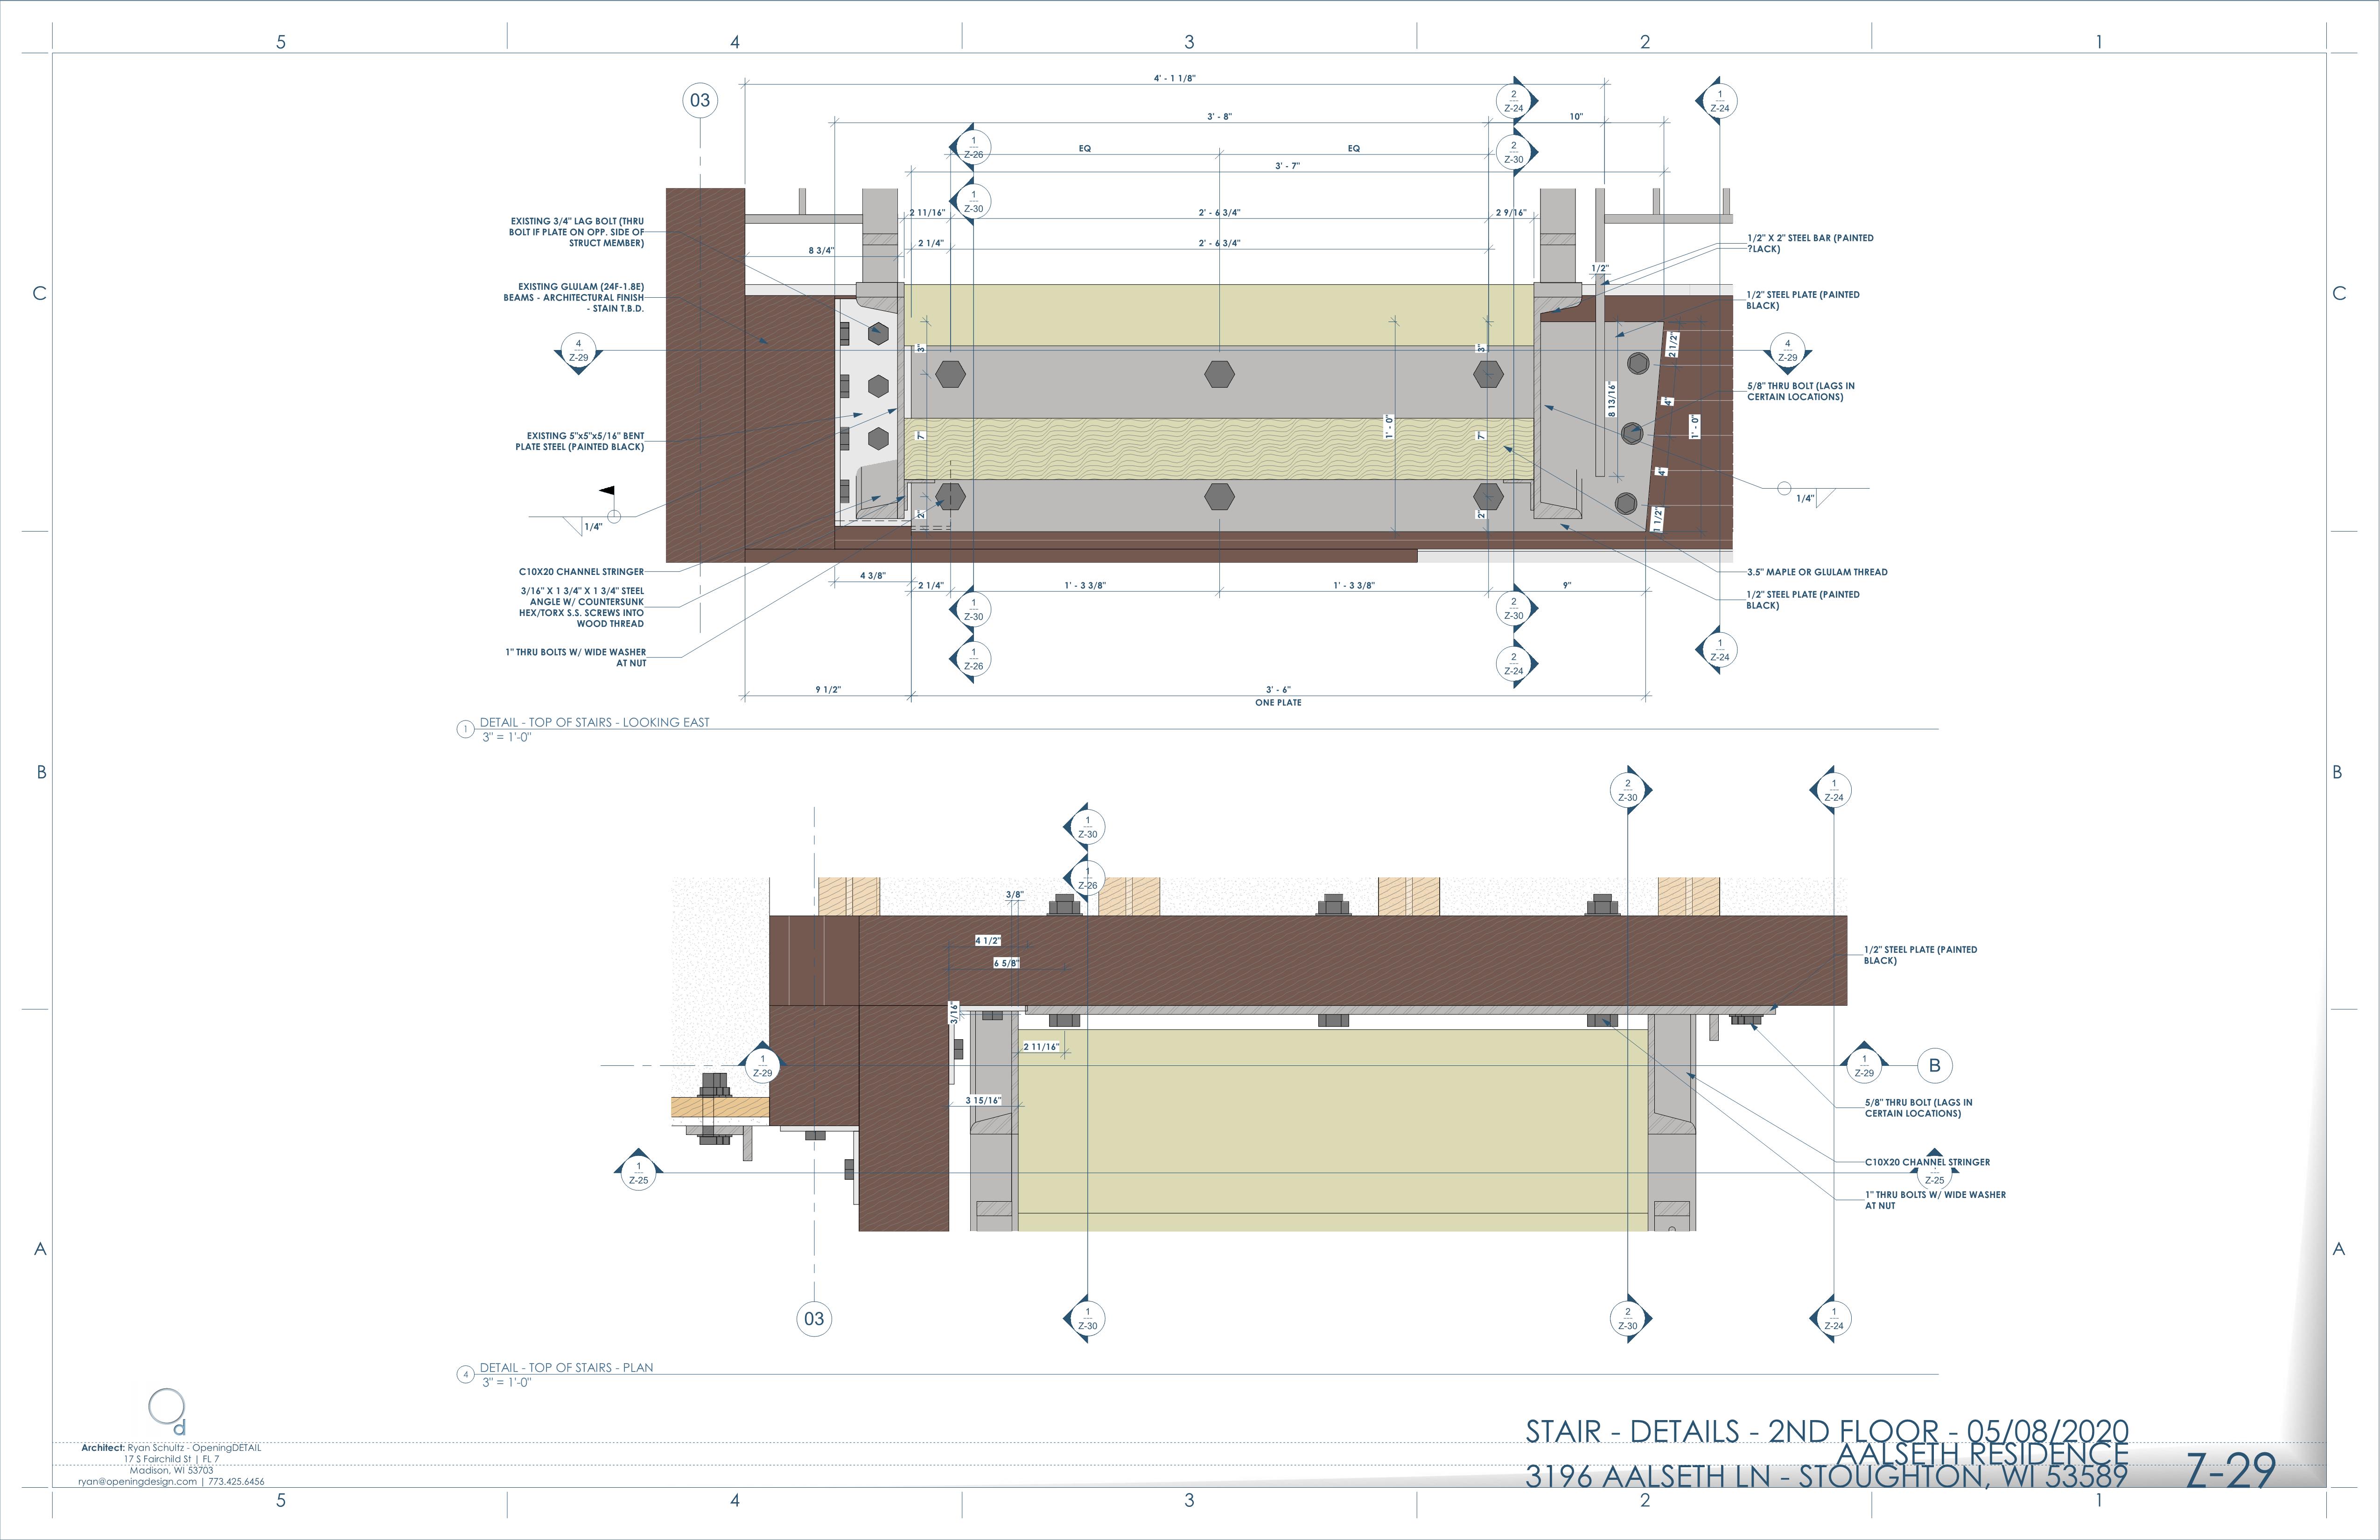 5 4 3 2 1
4' - 1 1/8"
03
2 Z-24
1 Z-24
3' - 8"
10"
1 Z-26
EQ
EQ
2 Z-30
3' - 7"
1 Z-30
2 11/16"
2' - 6 3/4"
2 9/16"
8 3/4"
2 1/4"
2' - 6 3/4"
1/2"
EXISTING 3/4" LAG BOLT (THRU
BOLT IF PLATE ON OPP. SIDE OF
STRUCT MEMBER)
EXISTING GLULAM (24F-1.8E)
BEAMS - ARCHITECTURAL FINISH
- STAIN T.B.D.
C
4 Z-29
EXISTING 5"x5"x5/16" BENT
PLATE STEEL (PAINTED BLACK)
1/4"
C10X20 CHANNEL STRINGER
3/16" X 1 3/4" X 1 3/4" STEEL
ANGLE W/ COUNTERSUNK
HEX/TORX S.S. SCREWS INTO
WOOD THREAD
1" THRU BOLTS W/ WIDE WASHER
AT NUT
3"
7"
2"
1' - 0"
3"
7"
2"
8 13/16"
2 1/2"
4"
4"
1 1/2"
1' - 0"
1/2" X 2" STEEL BAR (PAINTED
?LACK)
1/2" STEEL PLATE (PAINTED
BLACK)
C
4 Z-29
5/8" THRU BOLT (LAGS IN
CERTAIN LOCATIONS)
1/4"
3.5" MAPLE OR GLULAM THREAD
1/2" STEEL PLATE (PAINTED
BLACK)
4 3/8"
2 1/4"
1' - 3 3/8"
1' - 3 3/8"
9"
1 Z-30
2 Z-30
1 Z-26
2 Z-24
1 Z-24
9 1/2"
3' - 6"
ONE PLATE
1 DETAIL - TOP OF STAIRS - LOOKING EAST
3" = 1'-0"
B
B
2 Z-30
1 Z-24
1 Z-30
1 Z-26
3/8"
4 1/2"
6 5/8"
3/16"
2 11/16"
3 15/16"
1/2" STEEL PLATE (PAINTED
BLACK)
1 Z-29
1 Z-29
B
5/8" THRU BOLT (LAGS IN
CERTAIN LOCATIONS)
C10X20 CHANNEL STRINGER
1 Z-25
Z-25
1" THRU BOLTS W/ WIDE WASHER
AT NUT
A
A
03
1 Z-30
2 Z-30
1 Z-24
4 DETAIL - TOP OF STAIRS - PLAN
3" = 1'-0"
d
Architect: Ryan Schultz - OpeningDETAIL
17 S Fairchild St | FL 7
Madison, WI 53703
ryan@openingdesign.com | 773.425.6456
STAIR - DETAILS - 2ND FLOOR - 05/08/2020
AALSETH RESIDENCE
3196 AALSETH LN - STOUGHTON, WI 53589
Z-29
5 4 3 2 1